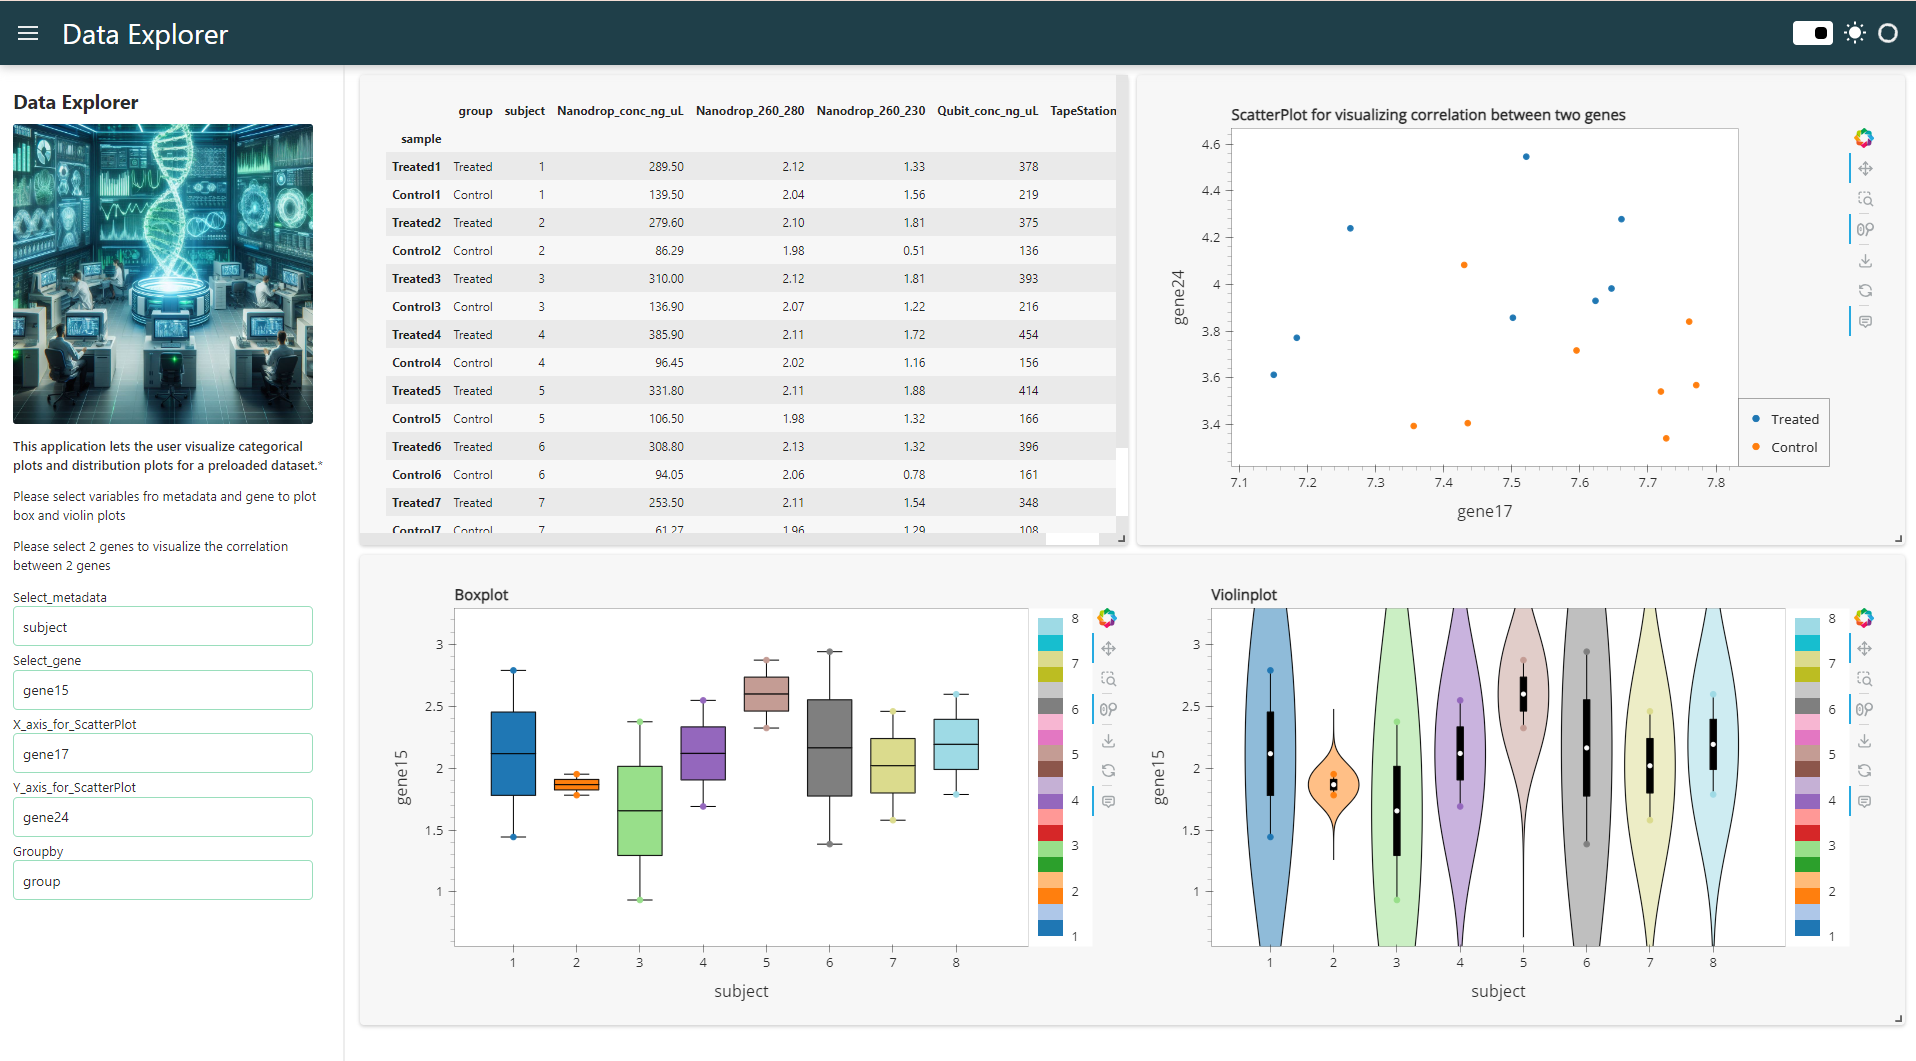 Data Explorer
Data Explorer
This application lets the user visualize categorical
plots and distribution plots for a preloaded dataset.*
Please select variables fro metadata and gene to plot
box and violin plots
Please select 2 genes to visualize the correlation
between 2 genes
Select_metadata
subject
Select_gene
gene15
X_axis_for_ScatterPlot
gene17
Y_axis_for_ScatterPlot
gene24
Groupby
group
group subject Nanodrop_conc_ng_uL Nanodrop_260_280 Nanodrop_260_230 Qubit_conc_ng_uL TapeStation
sample
Treated1 Treated 1 289.50 2.12 1.33 378
Control1 Control 1 139.50 2.04 1.56 219
Treated2 Treated 2 279.60 2.10 1.81 375
Control2 Control 2 86.29 1.98 0.51 136
Treated3 Treated 3 310.00 2.12 1.81 393
Control3 Control 3 136.90 2.07 1.22 216
Treated4 Treated 4 385.90 2.11 1.72 454
Control4 Control 4 96.45 2.02 1.16 156
Treated5 Treated 5 331.80 2.11 1.88 414
Control5 Control 5 106.50 1.98 1.32 166
Treated6 Treated 6 308.80 2.13 1.32 396
Control6 Control 6 94.05 2.06 0.78 161
Treated7 Treated 7 253.50 2.11 1.54 348
Control7 Control 7 61.27 1.96 1.29 108
ScatterPlot for visualizing correlation between two genes
4.6
4.4
4.2
4
3.8
3.6
3.4
gene24
7.1 7.2 7.3 7.4 7.5 7.6 7.7 7.8
gene17
Treated
Control
Boxplot
3
2.5
2
1.5
1
gene15
1 2 3 4 5 6 7 8
subject
8
7
6
5
4
3
2
1
Violinplot
3
2.5
2
1.5
1
gene15
1 2 3 4 5 6 7 8
subject
8
7
6
5
4
3
2
1